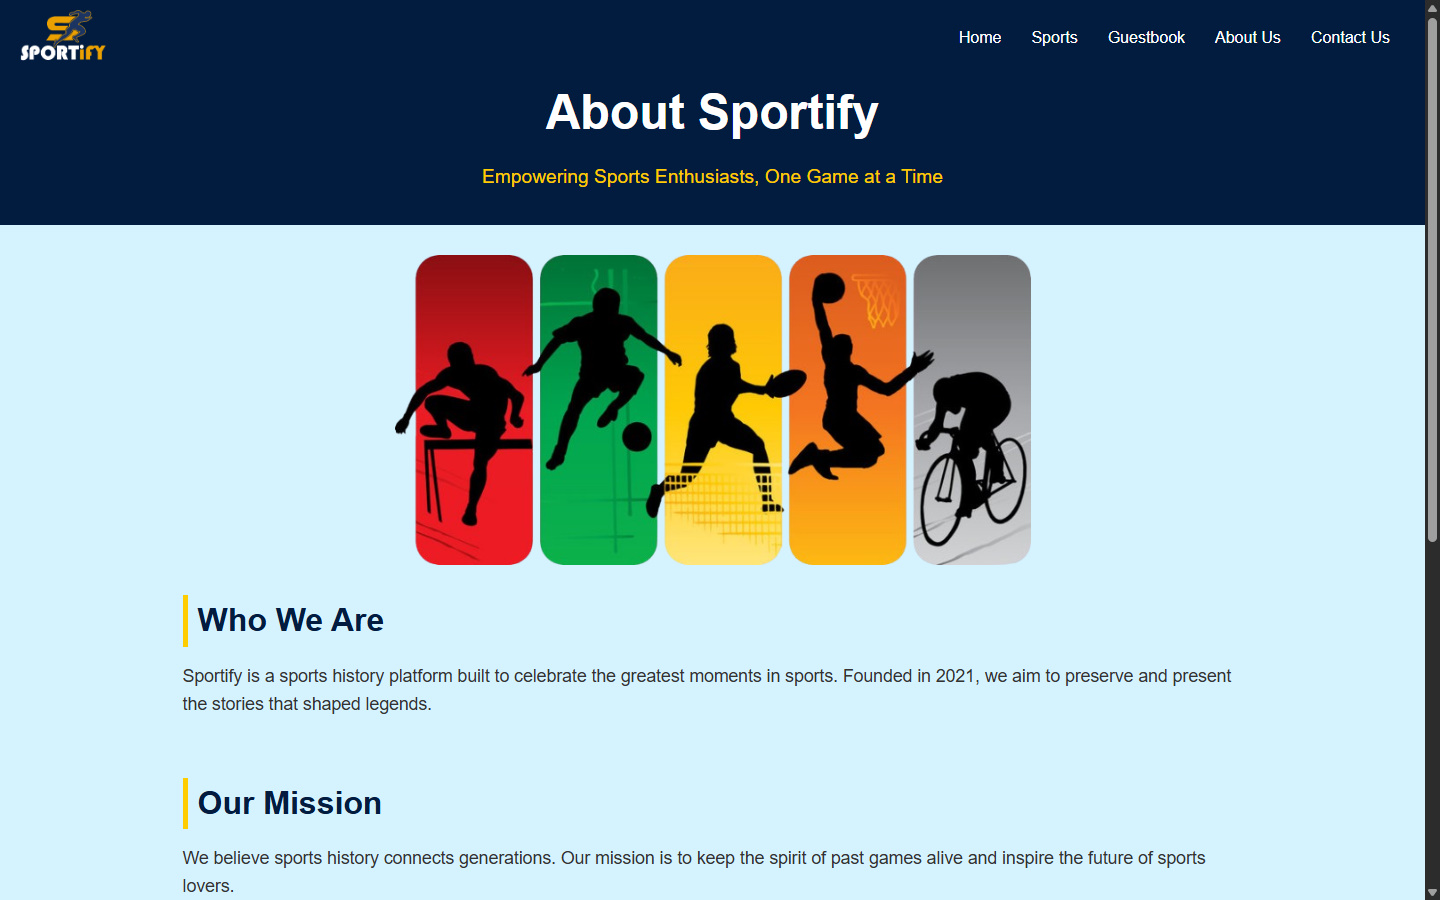 SPORTiFY
Home Sports Guestbook About Us Contact Us
About Sportify
Empowering Sports Enthusiasts, One Game at a Time
Who We Are
Sportify is a sports history platform built to celebrate the greatest moments in sports. Founded in 2021, we aim to preserve and present
the stories that shaped legends.
Our Mission
We believe sports history connects generations. Our mission is to keep the spirit of past games alive and inspire the future of sports
lovers.